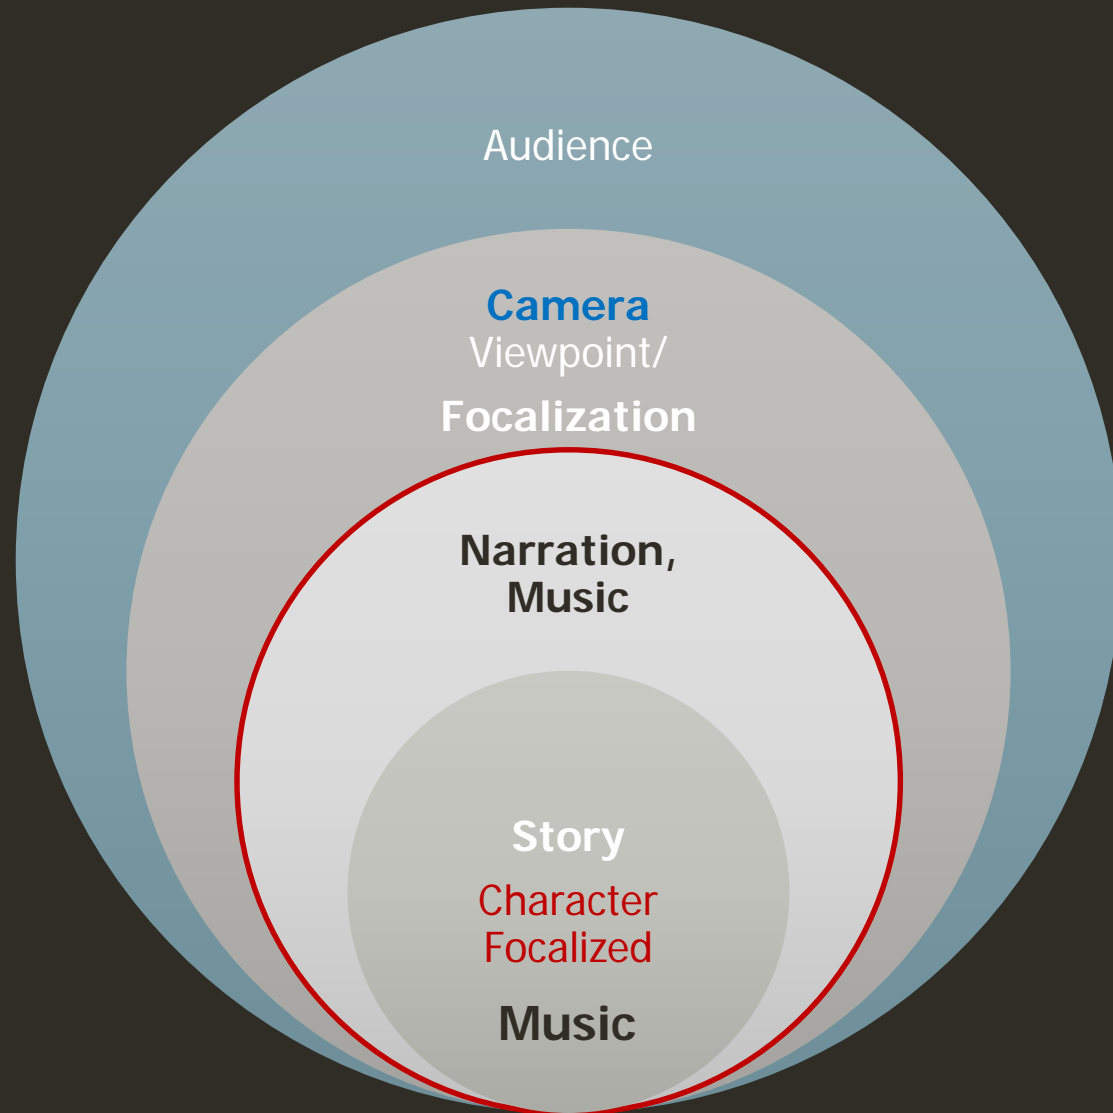 Audience
Camera
Viewpoint/
Focalization
Narration,
Music
Story
Character
Focalized
Music